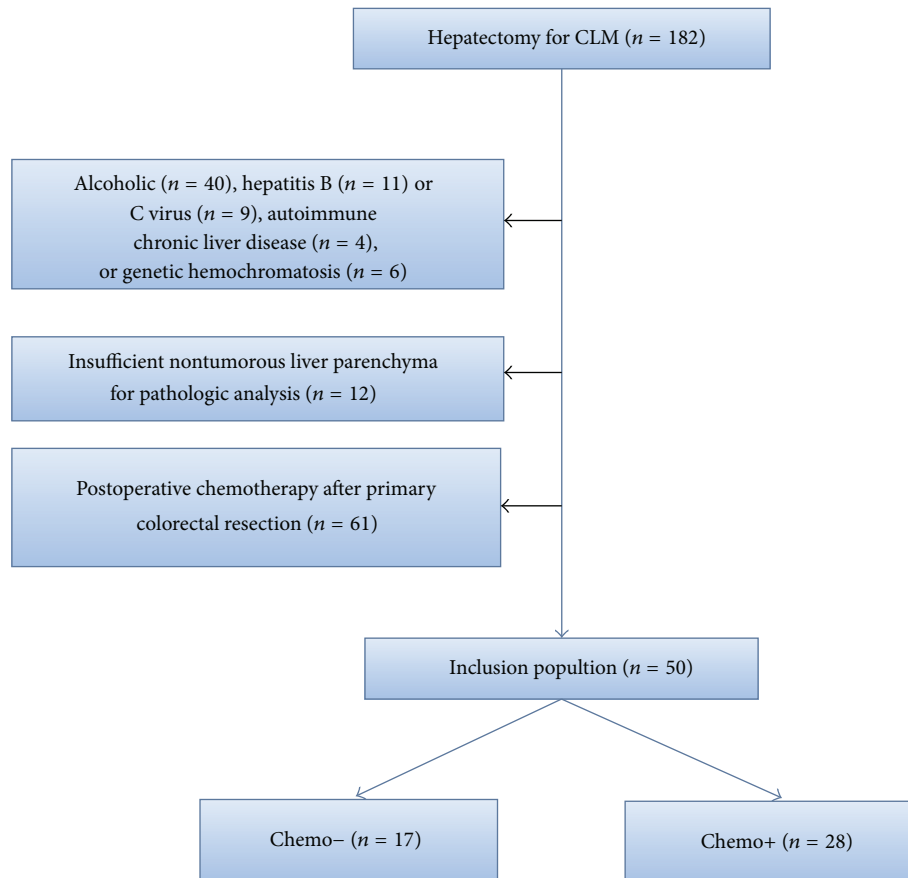 Hepatectomy for CLM (n = 182)
Alcoholic (n = 40), hepatitis B (n = 11) or
C virus (n = 9), autoimmune
chronic liver disease (n = 4),
or genetic hemochromatosis (n = 6)
Insufficient nontumorous liver parenchyma
for pathologic analysis (n = 12)
Postoperative chemotherapy after primary
colorectal resection (n = 61)
Inclusion popultion (n = 50)
Chemo− (n = 17)
Chemo+ (n = 28)